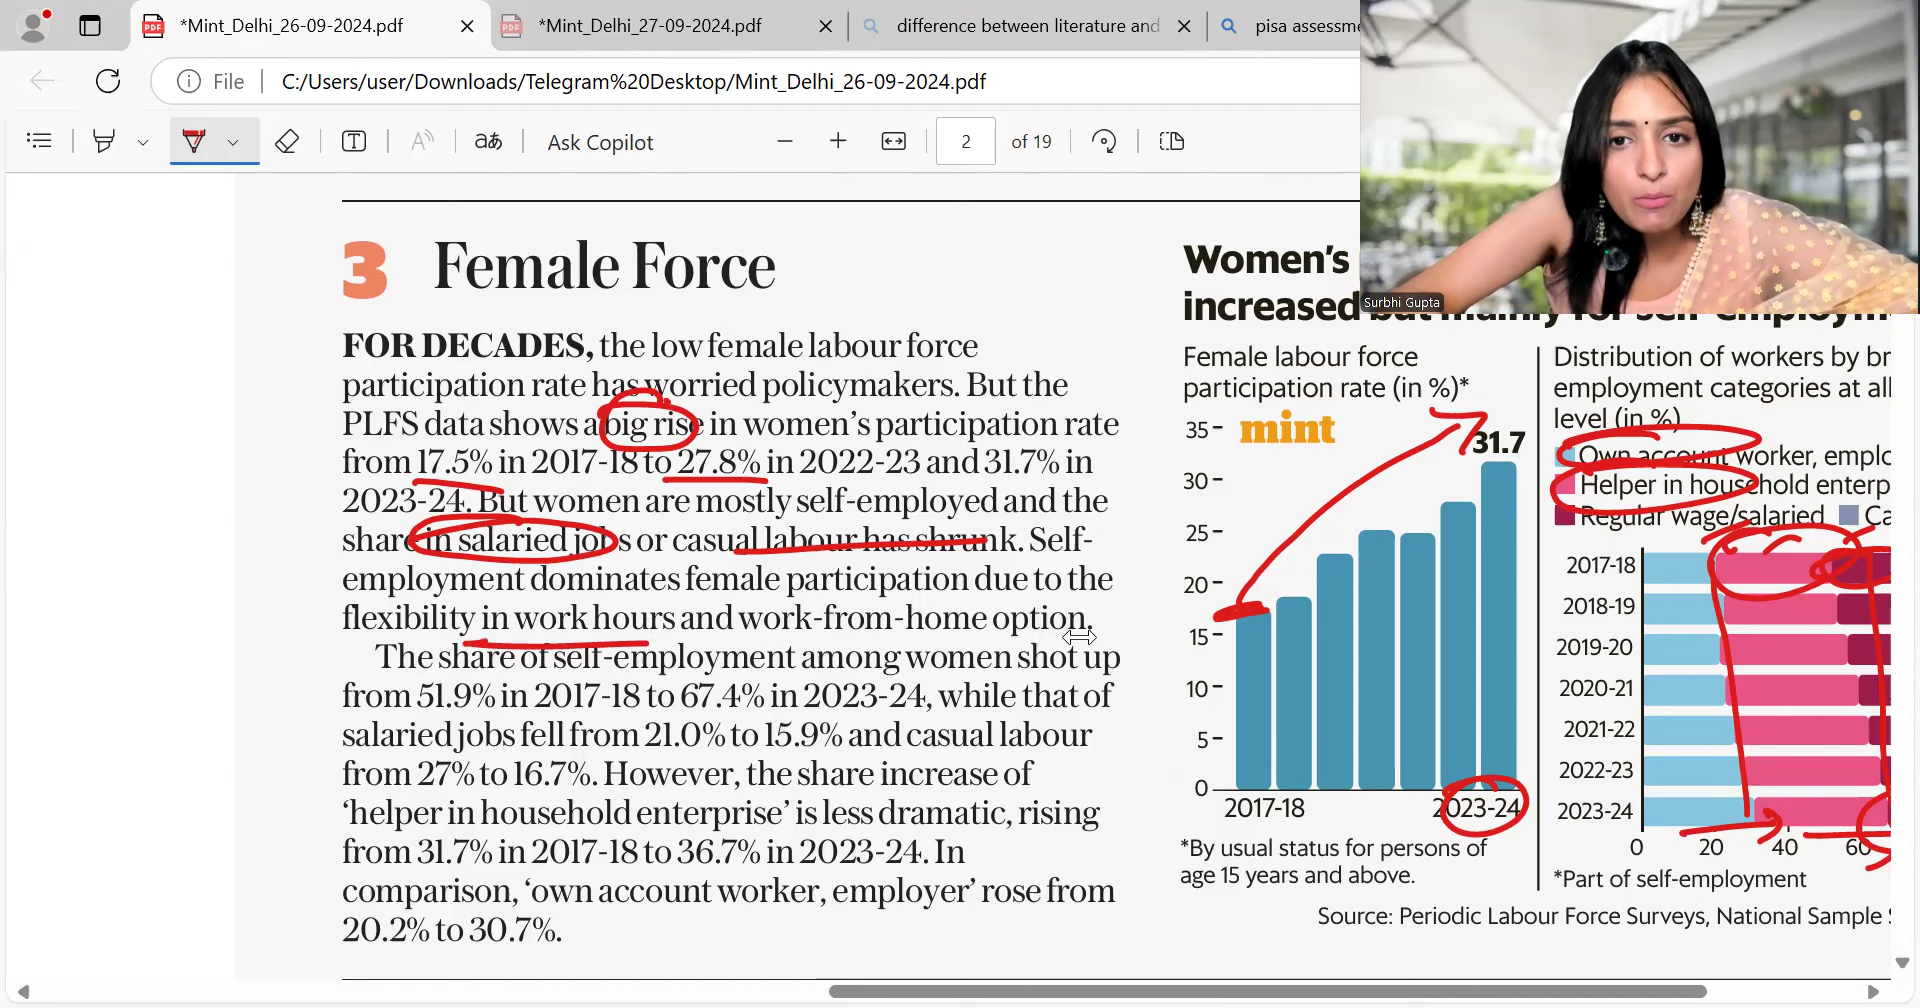 *Mint_Delhi_26-09-2024.pdf
*Mint_Delhi_27-09-2024.pdf
difference between literature and
pisa assessme
File
C:/Users/user/Downloads/Telegram%20Desktop/Mint_Delhi_26-09-2024.pdf
Ask Copilot
2 of 19
Surbhi Gupta
3 Female Force
FOR DECADES, the low female labour force
participation rate has worried policymakers. But the
PLFS data shows a big rise in women’s participation rate
from 17.5% in 2017-18 to 27.8% in 2022-23 and 31.7% in
2023-24. But women are mostly self-employed and the
share in salaried jobs or casual labour has shrunk. Self-
employment dominates female participation due to the
flexibility in work hours and work-from-home option.
The share of self-employment among women shot up
from 51.9% in 2017-18 to 67.4% in 2023-24, while that of
salaried jobs fell from 21.0% to 15.9% and casual labour
from 27% to 16.7%. However, the share increase of
‘helper in household enterprise’ is less dramatic, rising
from 31.7% in 2017-18 to 36.7% in 2023-24. In
comparison, ‘own account worker, employer’ rose from
20.2% to 30.7%.
Women’s
increased but mainly for self-employm
Female labour force
participation rate (in %)*
mint
35
30
25
20
15
10
5
0
31.7
2017-18
2023-24
*By usual status for persons of
age 15 years and above.
Distribution of workers by br
employment categories at all
level (in %)
Own account worker, emplo
Helper in household enterp
Regular wage/salaried Ca
2017-18
2018-19
2019-20
2020-21
2021-22
2022-23
2023-24
0 20 40 60
*Part of self-employment
Source: Periodic Labour Force Surveys, National Sample S